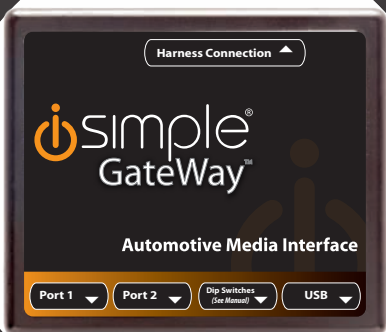 Harness Connection
isimple®
GateWay™
Automotive Media Interface
Port 1
Port 2
Dip Switches
(See Manual)
USB